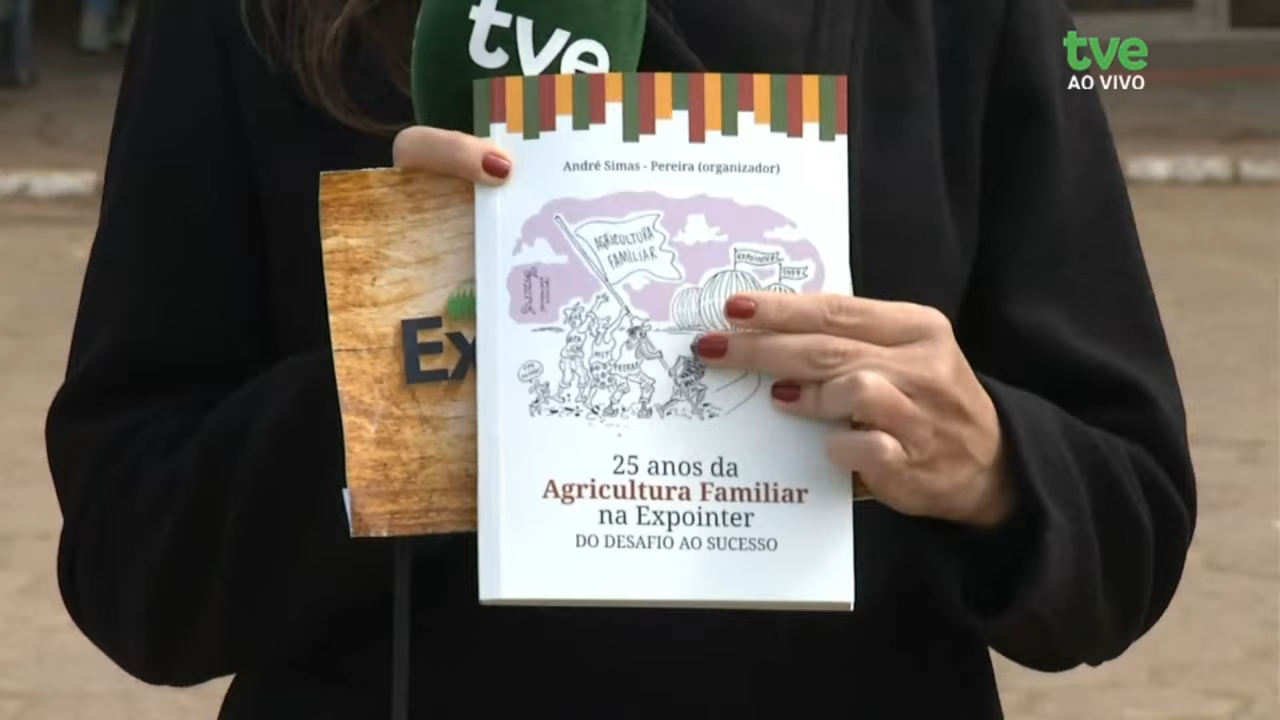 tve
tve
AO VIVO
André Simas - Pereira (organizador)
AGRICULTURA
FAMILIAR
EXPOINTER
1999
Ex
25 anos da
Agricultura Familiar
na Expointer
DO DESAFIO AO SUCESSO